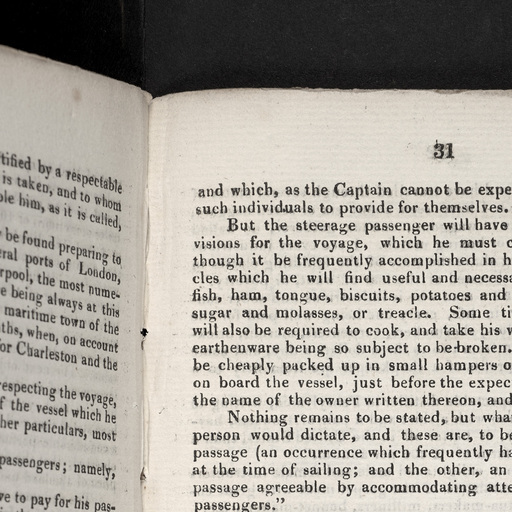 tified by a respectable
is taken, and to whom
ble him, as it is called,
be found preparing to
eral ports of London,
rpool, the most nume-
e being always at this
maritime town of the
ths, when, on account
or Charleston and the
respecting the voyage,
f the vessel which he
her particulars, most
passengers; namely,
ve to pay for his pas-
31
and which, as the Captain cannot be expe
such individuals to provide for themselves.
But the steerage passenger will have
visions for the voyage, which he must c
though it be frequently accomplished in h
cles which he will find useful and necessa
fish, ham, tongue, biscuits, potatoes and
sugar and molasses, or treacle. Some ti
will also be required to cook, and take his v
earthenware being so subject to be broken.
be cheaply packed up in small hampers o
on board the vessel, just before the expec
the name of the owner written thereon, and
Nothing remains to be stated, but wha
person would dictate, and these are, to be
passage (an occurrence which frequently ha
at the time of sailing; and the other, an
passage agreeable by accommodating atte
passengers."